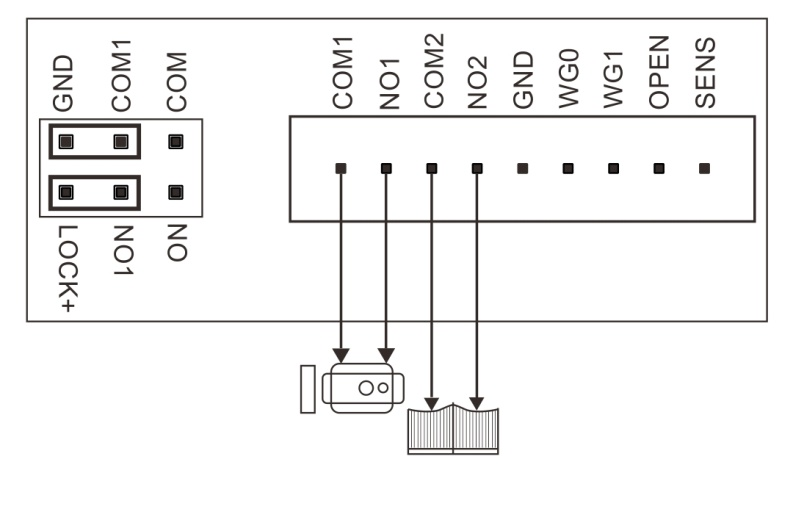 GND
COM1
COM
LOCK+
NO1
NO
COM1
NO1
COM2
NO2
GND
WG0
WG1
OPEN
SENS